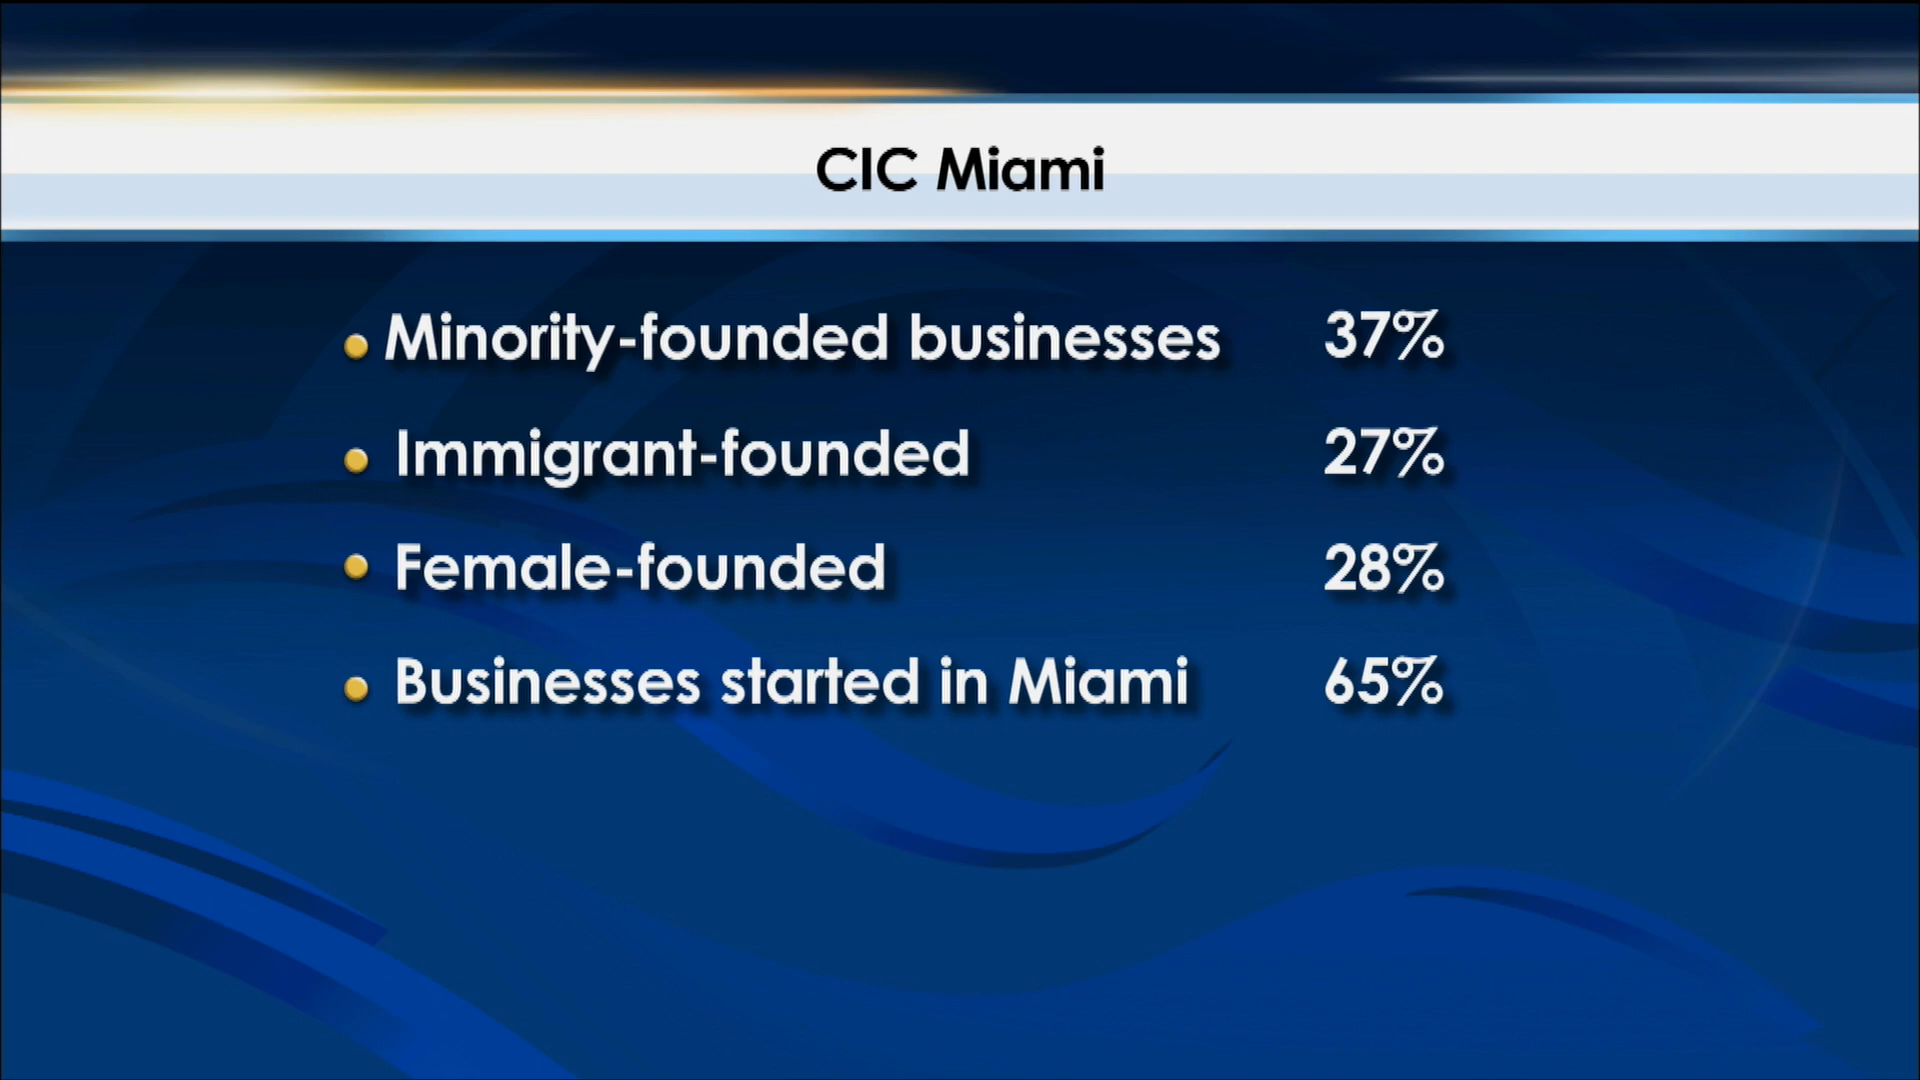 CIC Miami
Minority-founded businesses 37%
Immigrant-founded 27%
Female-founded 28%
Businesses started in Miami 65%